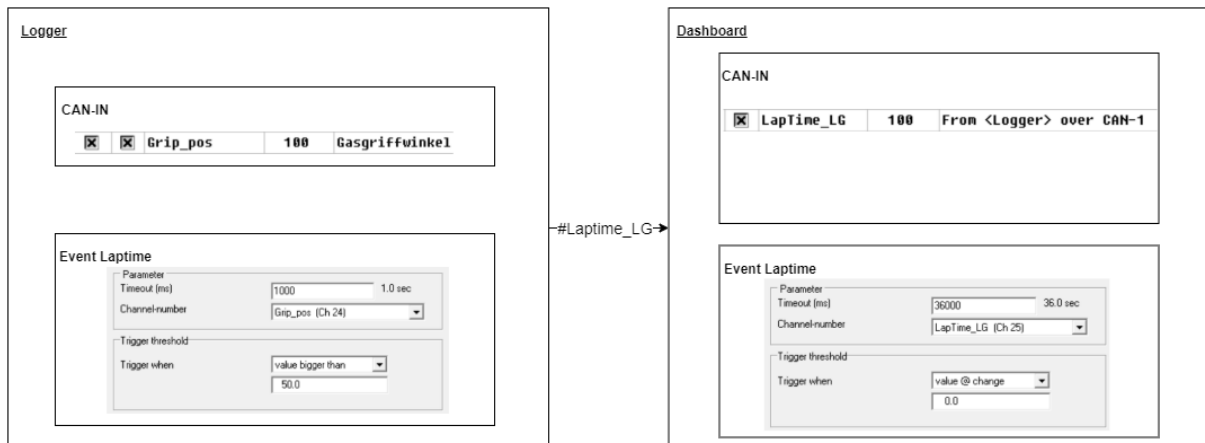 Logger
CAN-IN
Grip_pos 100 Gasgriffwinkel
Event Laptime
Parameter
Timeout (ms) 1000 1.0 sec
Channel-number Grip_pos (Ch 24)
Trigger threshold
Trigger when value bigger than
50.0
#Laptime_LG
Dashboard
CAN-IN
LapTime_LG 100 From <Logger> over CAN-1
Event Laptime
Parameter
Timeout (ms) 36000 36.0 sec
Channel-number LapTime_LG (Ch 25)
Trigger threshold
Trigger when value @ change
0.0